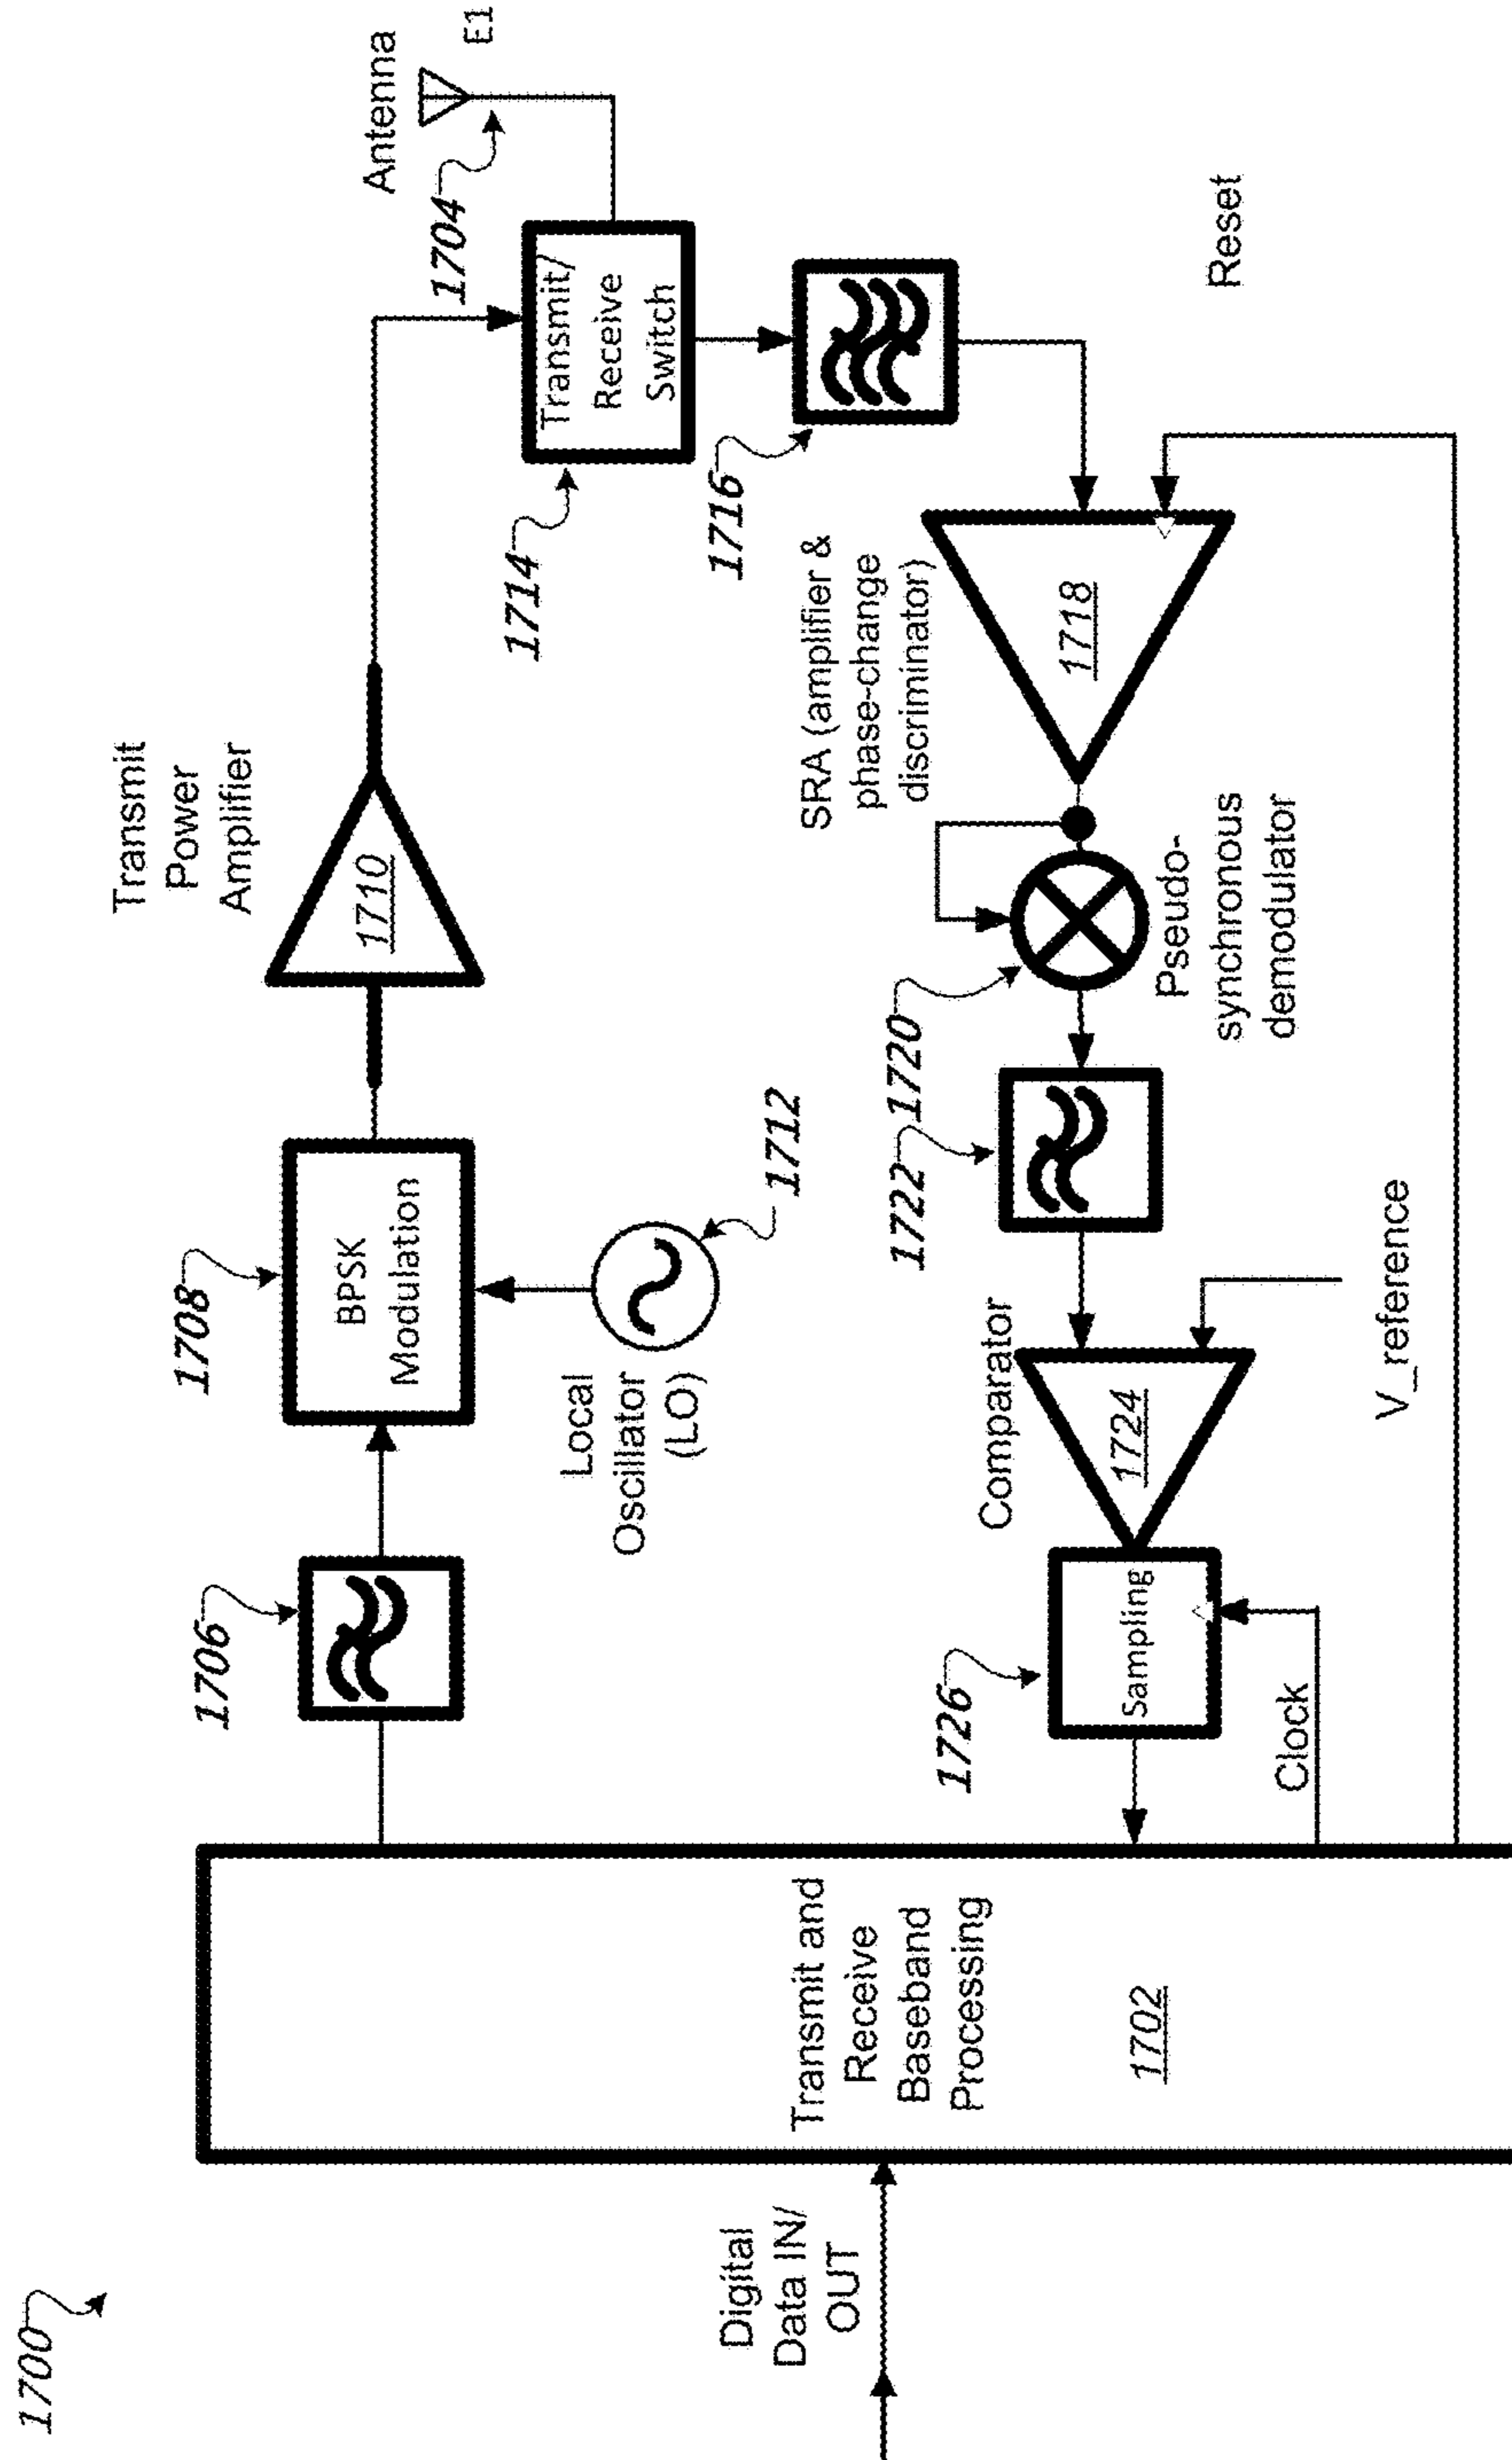 1700
Digital
Data IN/
OUT
Transmit and
Receive
Baseband
Processing
1702
1706
1708
BPSK
Modulation
Local
Oscillator
(LO)
1712
Transmit
Power
Amplifier
1710
Antenna
E1
1704
Transmit/
Receive
Switch
1714
1716
SRA (amplifier &
phase-change
discriminator)
1718
Reset
1720
Pseudo-
synchronous
demodulator
1722
Comparator
1724
V_reference
1726
Sampling
Clock